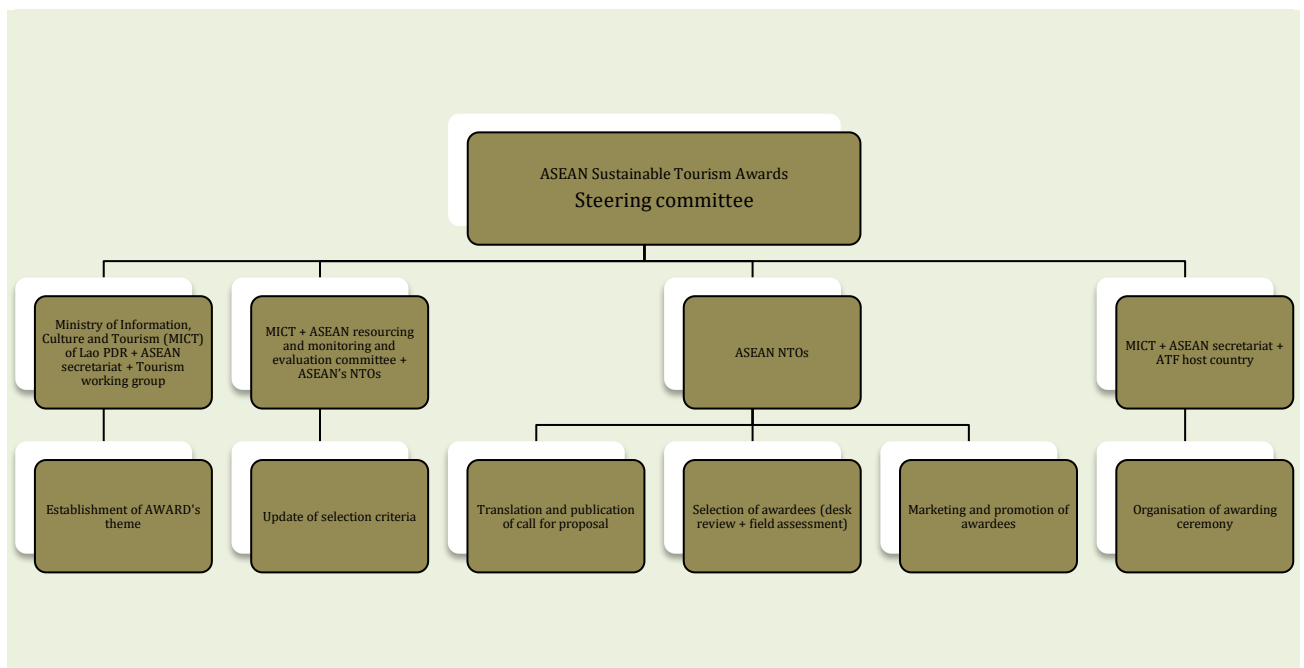 ASEAN Sustainable Tourism Awards
Steering committee
Ministry of Information,
Culture and Tourism (MICT)
of Lao PDR + ASEAN
secretariat + Tourism
working group
MICT + ASEAN resourcing
and monitoring and
evaluation committee +
ASEAN's NTOs
ASEAN NTOs
MICT + ASEAN secretariat +
ATF host country
Establishment of AWARD's
theme
Update of selection criteria
Translation and publication
of call for proposal
Selection of awardees (desk
review + field assessment)
Marketing and promotion of
awardees
Organisation of awarding
ceremony